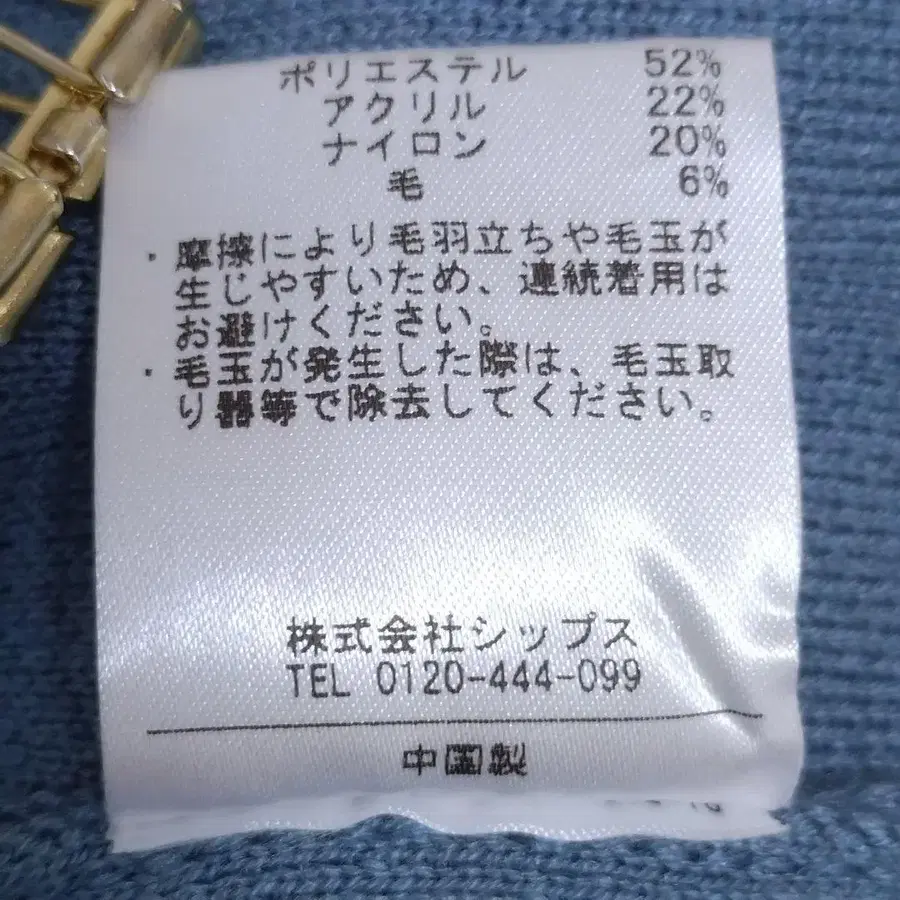 ポリエステル 52%
アクリル 22%
ナイロン 20%
毛 6%
・摩擦により毛羽立ちや毛玉が
生じやすいため、連続着用は
お避けください。
・毛玉が発生した際は、毛玉取
り器等で除去してください。
株式会社シップス
TEL 0120-444-099
中国製